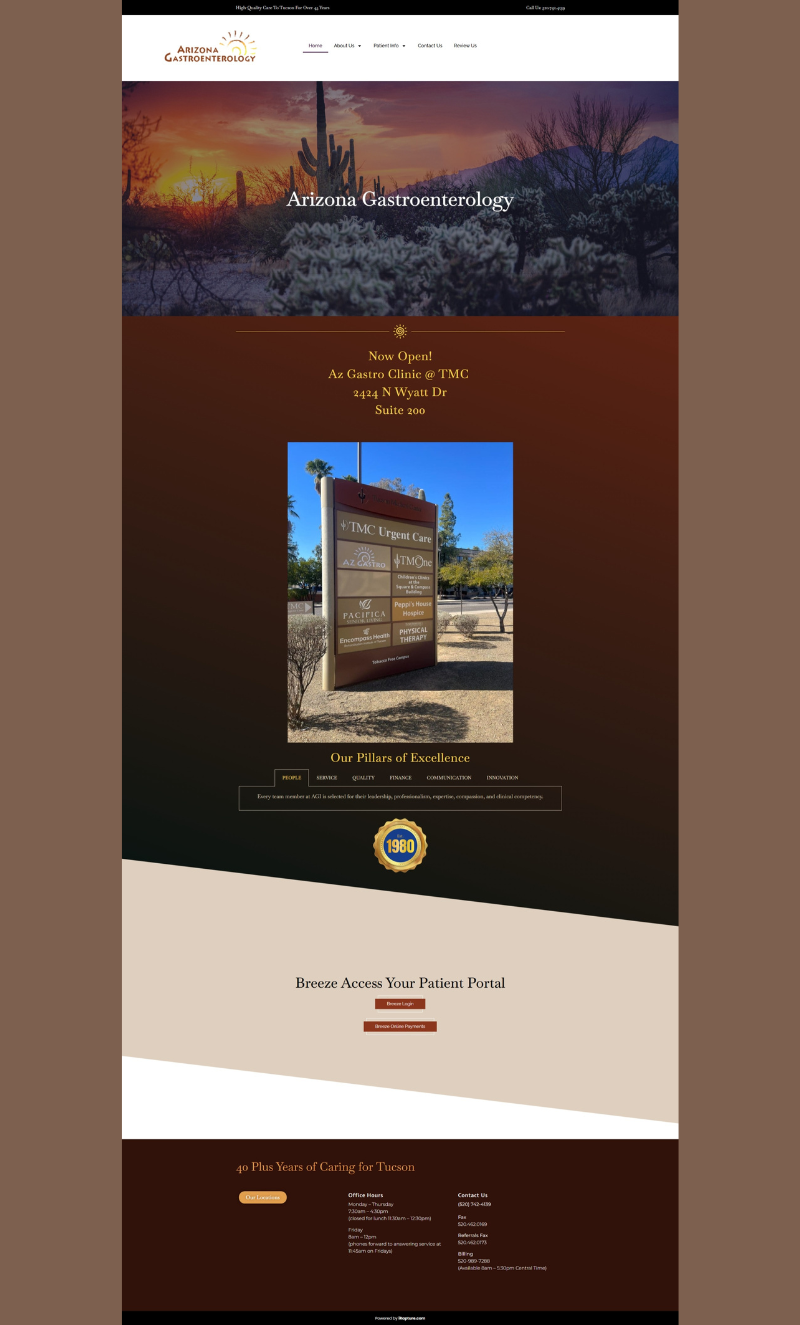 High-Quality Care To Tucson For Over 45 Years
Call Us: 520.742.4139
ARIZONA
GASTROENTEROLOGY
Home
About Us
Patient Info
Contact Us
Review Us
Arizona Gastroenterology
Now Open!
Az Gastro Clinic @ TMC
2424 N Wyatt Dr
Suite 200
TMC Urgent Care
AZ GASTRO
TMCOne
Children's Clinics
at the
Square & Compass
Building
TMC
PACIFICA
SENIOR LIVING
Peppi's House
Hospice
Encompass Health
PHYSICAL
THERAPY
Tobacco Free Campus
Our Pillars of Excellence
PEOPLE
SERVICE
QUALITY
FINANCE
COMMUNICATION
INNOVATION
Every team member at AGI is selected for their leadership, professionalism, expertise, compassion, and clinical competency.
1980
Breeze Access Your Patient Portal
Breeze Login
Breeze Online Payments
40 Plus Years of Caring for Tucson
Our Locations
Office Hours
Monday – Thursday
7:30am – 4:30pm
(closed for lunch 11:30am – 12:30pm)
Friday
8am – 12pm
(phones forward to answering service at
11:45am on Fridays)
Contact Us
(520) 742-4139
Fax
520.462.0169
Referrals Fax
520.462.0173
Billing
520-989-7288
(Available 8am – 5:30pm Central Time)
Powered by iRapture.com